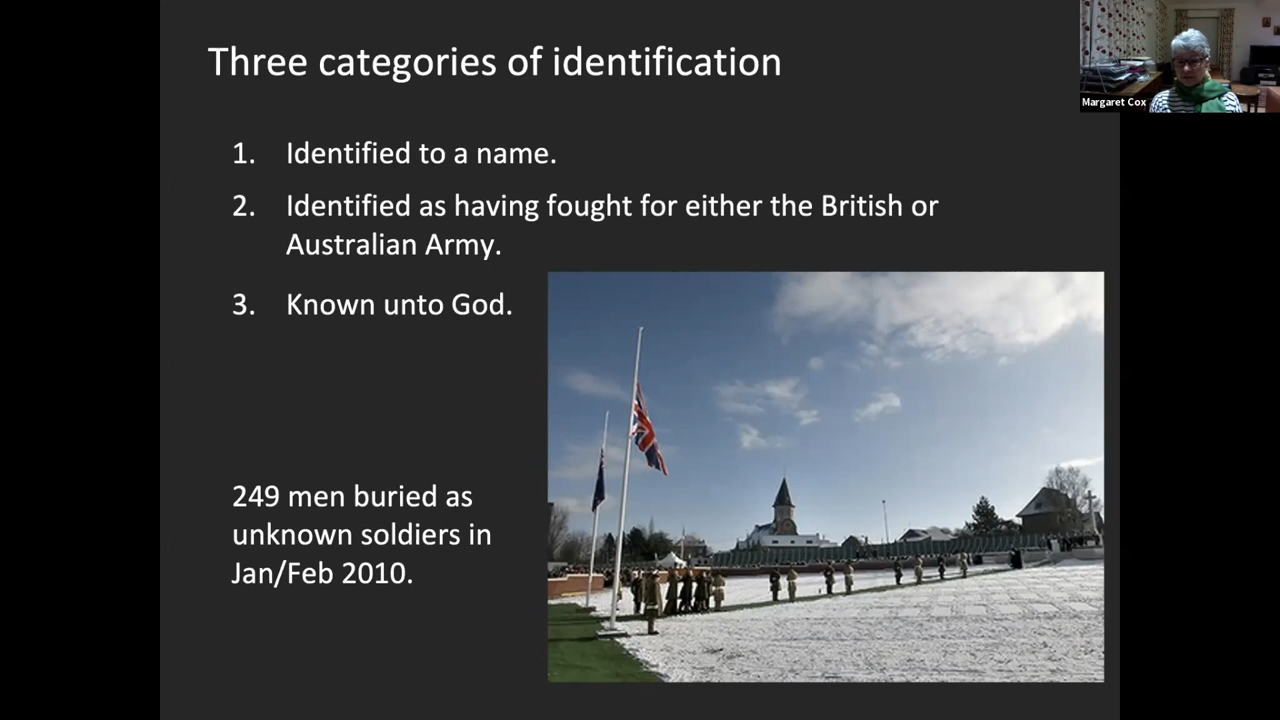 Three categories of identification
Margaret Cox
1. Identified to a name.
2. Identified as having fought for either the British or
Australian Army.
3. Known unto God.
249 men buried as
unknown soldiers in
Jan/Feb 2010.